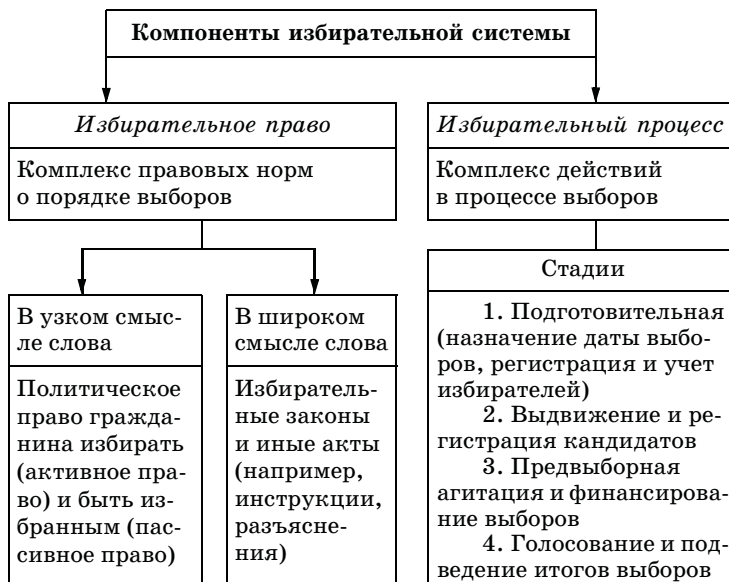 Компоненты избирательной системы
Избирательное право
Комплекс правовых норм
о порядке выборов
В узком смыс-
ле слова
Политическое
право гражда-
нина избирать
(активное пра-
во) и быть из-
бранным (пас-
сивное право)
В широком
смысле слова
Избиратель-
ные законы
и иные акты
(например,
инструкции,
разъясне-
ния)
Избирательный процесс
Комплекс действий
в процессе выборов
Стадии
1. Подготовительная
(назначение даты выбо-
ров, регистрация и учет
избирателей)
2. Выдвижение и ре-
гистрация кандидатов
3. Предвыборная
агитация и финансирова-
ние выборов
4. Голосование и под-
ведение итогов выборов